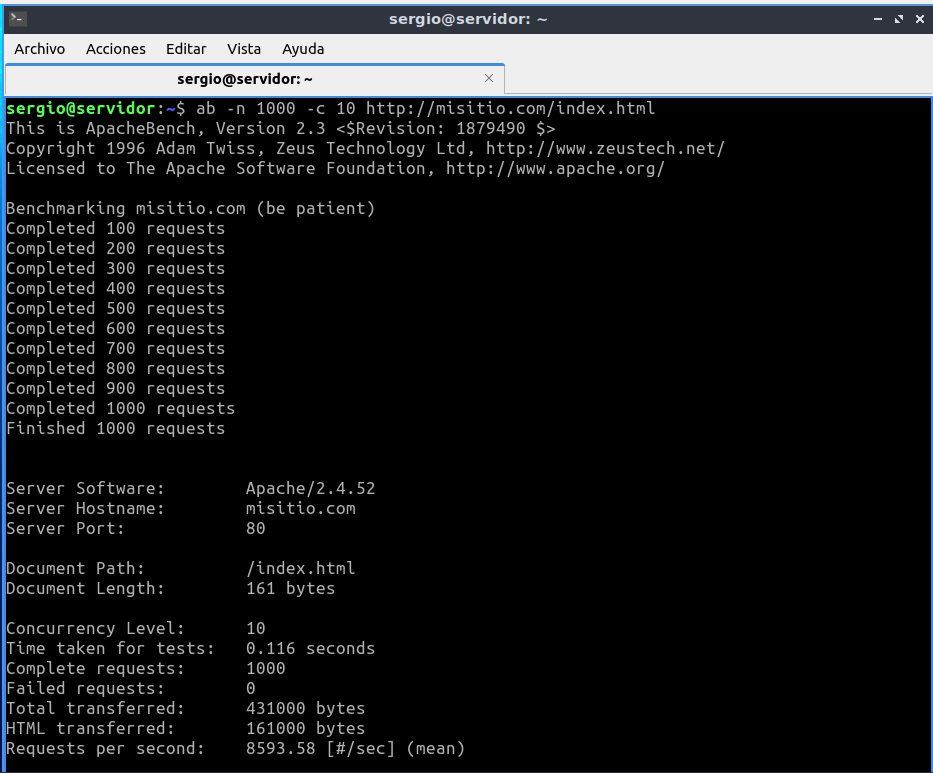 sergio@servidor: ~
Archivo Acciones Editar Vista Ayuda
sergio@servidor: ~
sergio@servidor:~$ ab -n 1000 -c 10 http://misitio.com/index.html
This is ApacheBench, Version 2.3 <$Revision: 1879490 $>
Copyright 1996 Adam Twiss, Zeus Technology Ltd, http://www.zeustech.net/
Licensed to The Apache Software Foundation, http://www.apache.org/

Benchmarking misitio.com (be patient)
Completed 100 requests
Completed 200 requests
Completed 300 requests
Completed 400 requests
Completed 500 requests
Completed 600 requests
Completed 700 requests
Completed 800 requests
Completed 900 requests
Completed 1000 requests
Finished 1000 requests

Server Software:        Apache/2.4.52
Server Hostname:        misitio.com
Server Port:            80

Document Path:          /index.html
Document Length:        161 bytes

Concurrency Level:      10
Time taken for tests:   0.116 seconds
Complete requests:      1000
Failed requests:        0
Total transferred:      431000 bytes
HTML transferred:       161000 bytes
Requests per second:    8593.58 [#/sec] (mean)